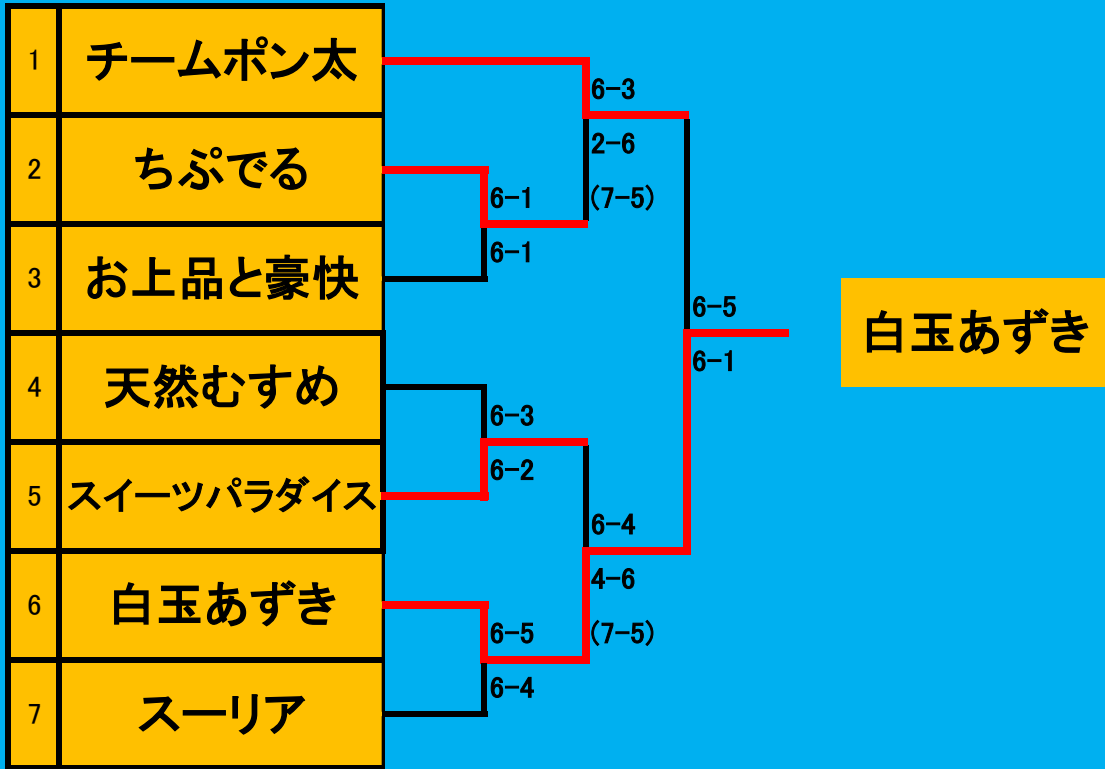 1 チームポン太
2 ちぷでる
3 お上品と豪快
4 天然むすめ
5 スイーツパラダイス
6 白玉あずき
7 スーリア
6-1
6-1
6-3
6-2
6-5
6-4
6-3
2-6
(7-5)
6-4
4-6
(7-5)
6-5
6-1
白玉あずき